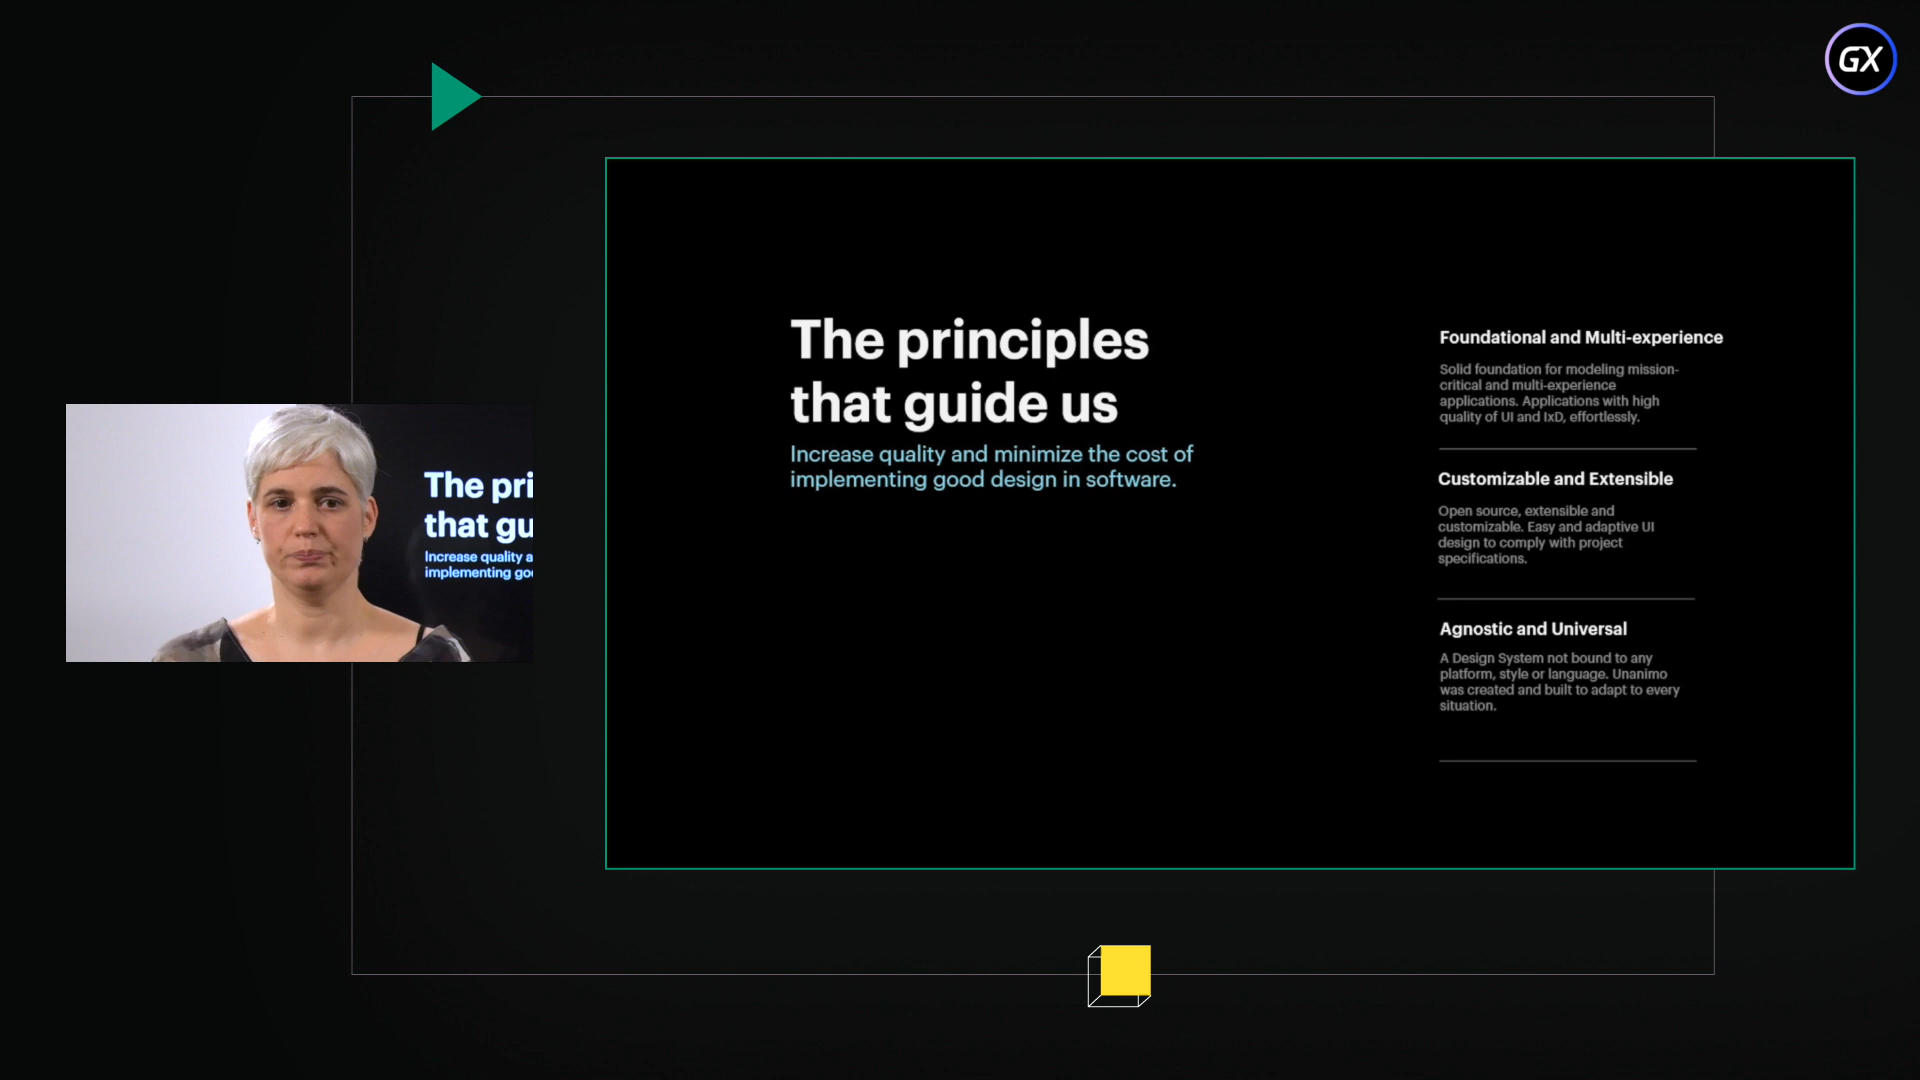 GX
The principles
that guide us
Increase quality and minimize the cost of
implementing good design in software.
Foundational and Multi-experience
Solid foundation for modeling mission-
critical and multi-experience
applications. Applications with high
quality of UI and IxD, effortlessly.
Customizable and Extensible
Open source, extensible and
customizable. Easy and adaptive UI
design to comply with project
specifications.
Agnostic and Universal
A Design System not bound to any
platform, style or language. Unanimo
was created and built to adapt to every
situation.
The pri
that gu
Increase quality a
implementing go